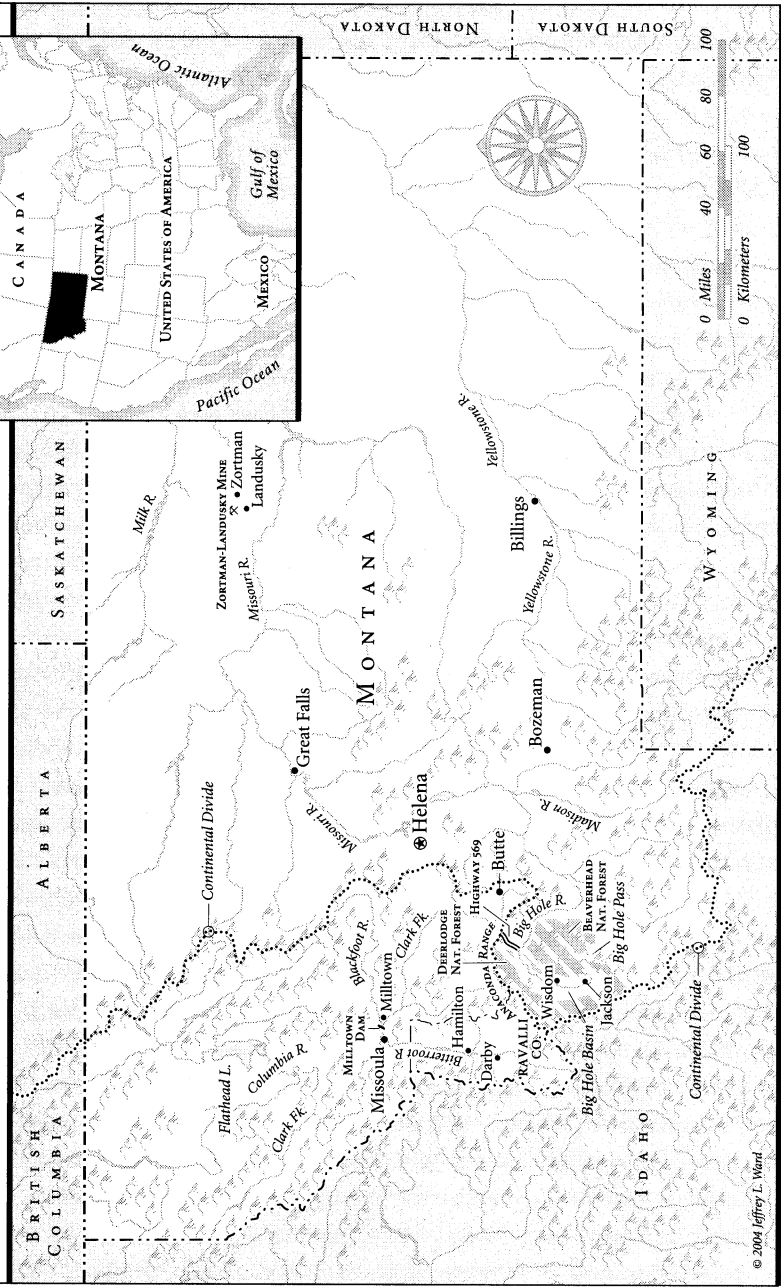 BRITISH
COLUMBIA
ALBERTA
SASKATCHEWAN
CANADA
MONTANA
UNITED STATES OF AMERICA
MEXICO
Gulf of
Mexico
Pacific Ocean
Atlantic Ocean
NORTH DAKOTA
SOUTH DAKOTA
Milk R.
ZORTMAN-LANDUSKY MINE
Zortman
Landusky
Missouri R.
Continental Divide
Flathead L.
Columbia R.
Clark Fk.
Great Falls
Missouri R.
MONTANA
Blackfoot R.
Clark Fk.
MILLTOWN
DAM
Missoula
Milltown
Helena
Bitterroot R.
Hamilton
Darby
RAVALLI
CO.
DEERLODGE
NAT. FOREST
HIGHWAY 569
Butte
ANACONDA RANGE
Big Hole R.
Wisdom
Jackson
BEAVERHEAD
NAT. FOREST
Big Hole Pass
Big Hole Basin
Madison R.
Bozeman
Yellowstone R.
Billings
Yellowstone R.
Continental Divide
IDAHO
WYOMING
0 Miles 40 60 80 100
0 Kilometers 100
© 2004 Jeffrey L. Ward